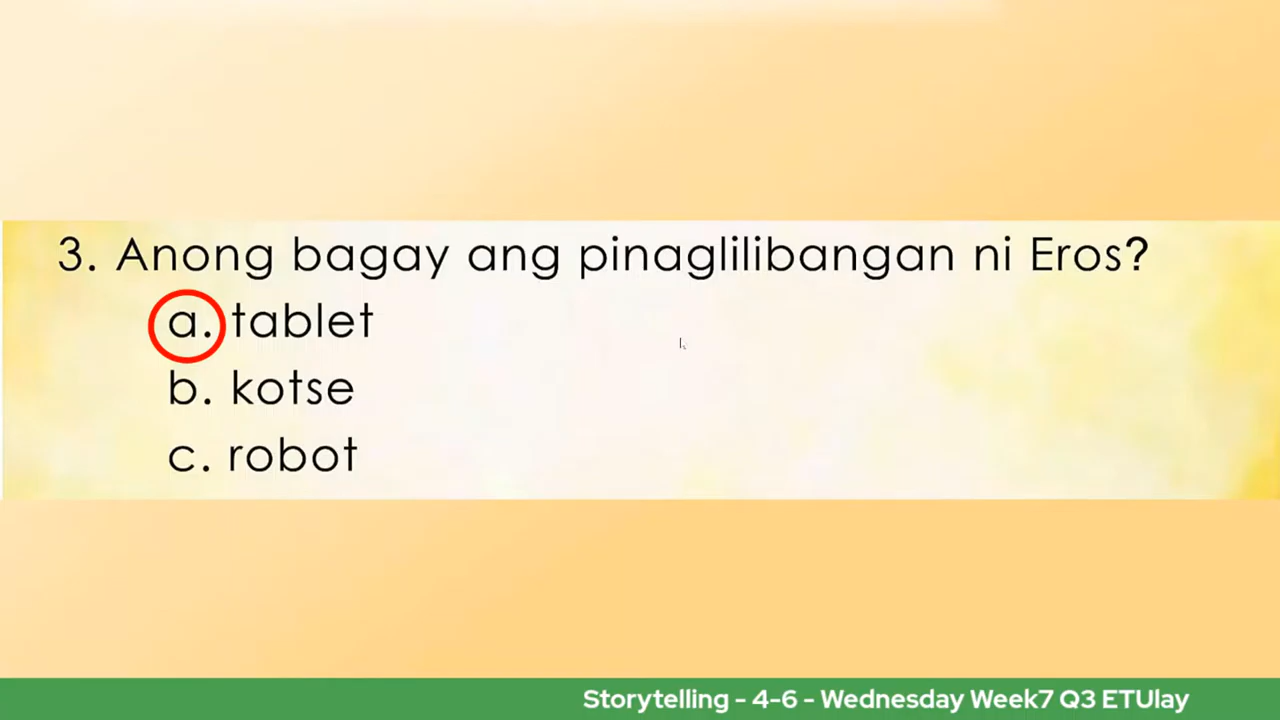 3. Anong bagay ang pinaglilibangan ni Eros?
a. tablet
b. kotse
c. robot
Storytelling - 4-6 - Wednesday Week7 Q3 ETUlay